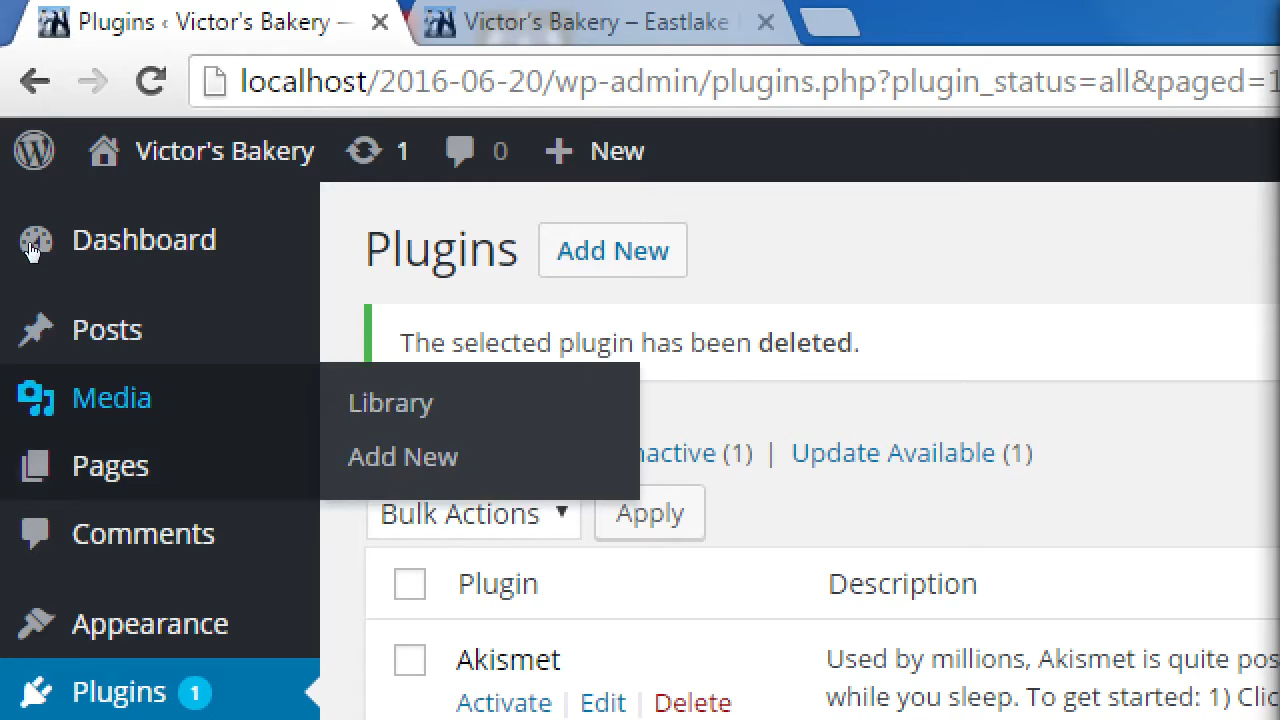 Plugins ‹ Victor's Bakery —
Victor's Bakery – Eastlake
localhost/2016-06-20/wp-admin/plugins.php?plugin_status=all&paged=1
Victor's Bakery 1 0 New
Dashboard
Plugins Add New
Posts
The selected plugin has been deleted.
Media
Library
Pages
Add New
(1) | Update Available (1)
Comments
Bulk Actions Apply
Plugin Description
Appearance
Akismet
Used by millions, Akismet is quite
Plugins 1
Activate | Edit | Delete
while you sleep. To get started: 1)